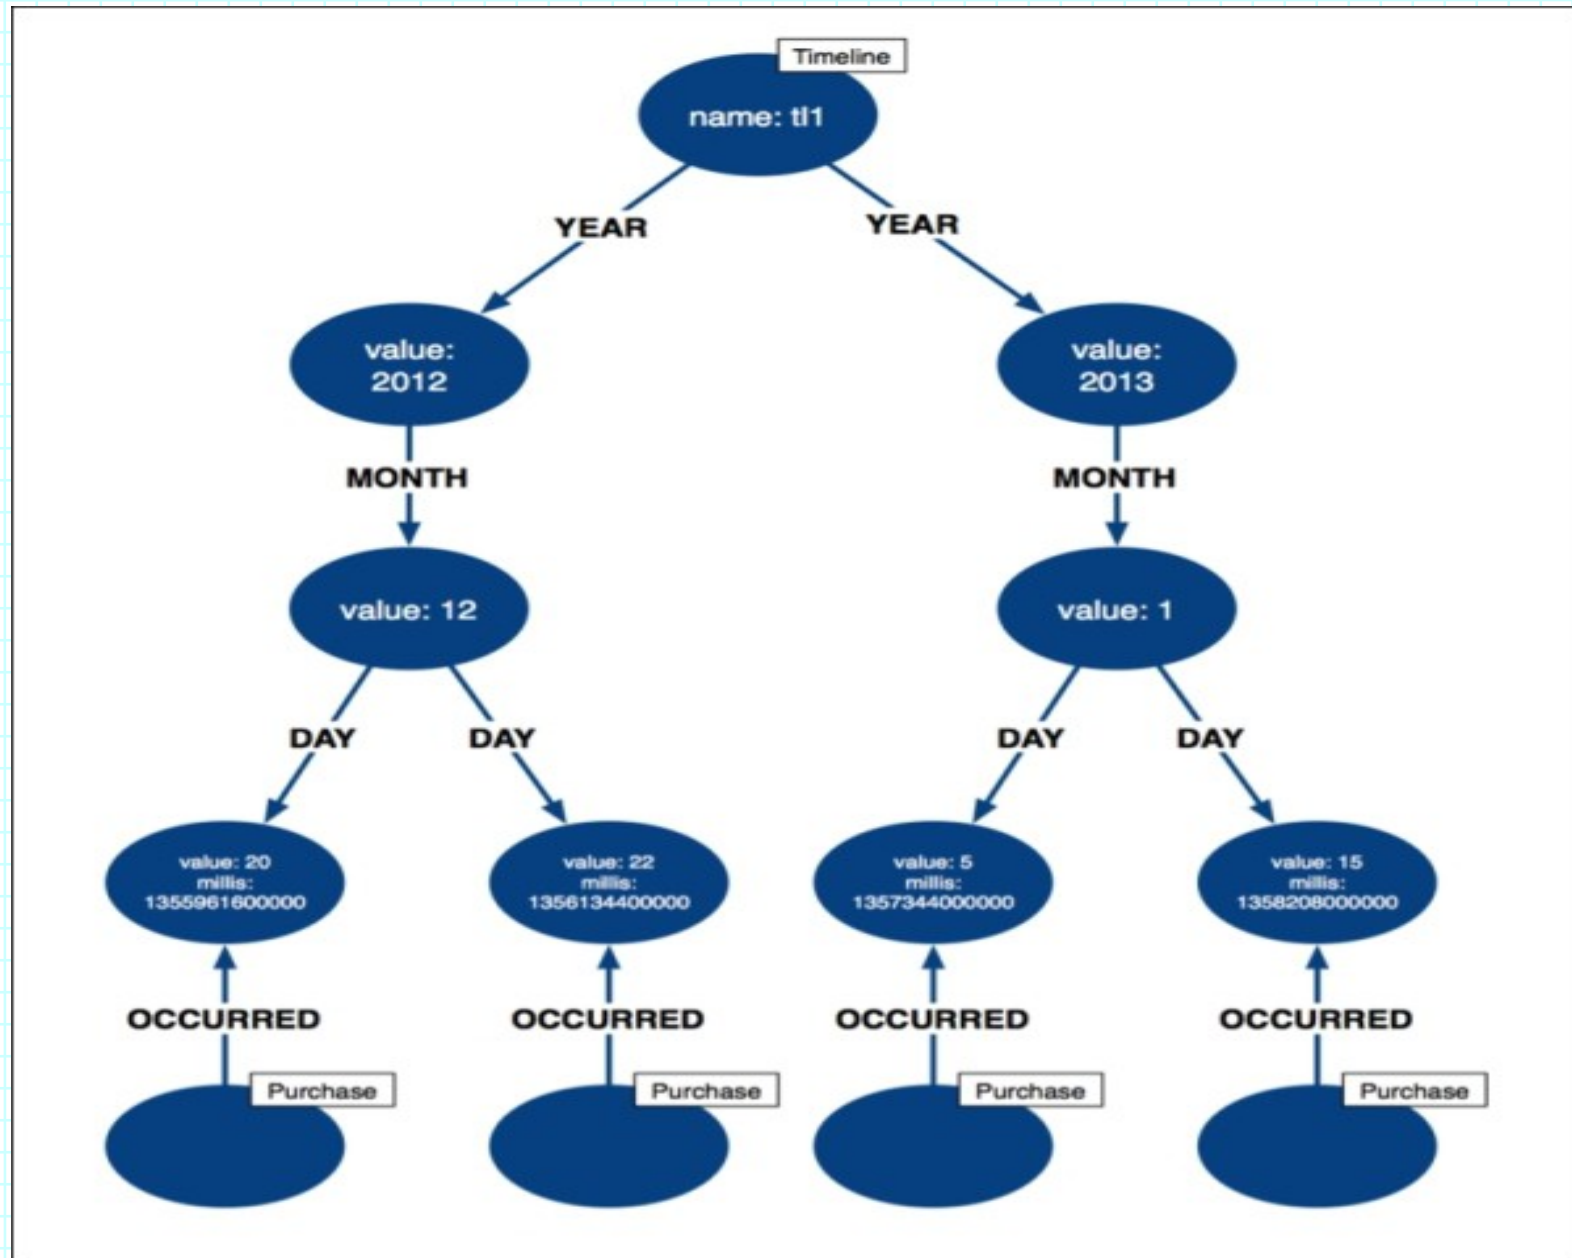 Timeline
name: tl1
YEAR
YEAR
value:
2012
value:
2013
MONTH
MONTH
value: 12
value: 1
DAY
DAY
DAY
DAY
value: 20
millis:
1355961600000
value: 22
millis:
1356134400000
value: 5
millis:
1357344000000
value: 15
millis:
1358208000000
OCCURRED
OCCURRED
OCCURRED
OCCURRED
Purchase
Purchase
Purchase
Purchase